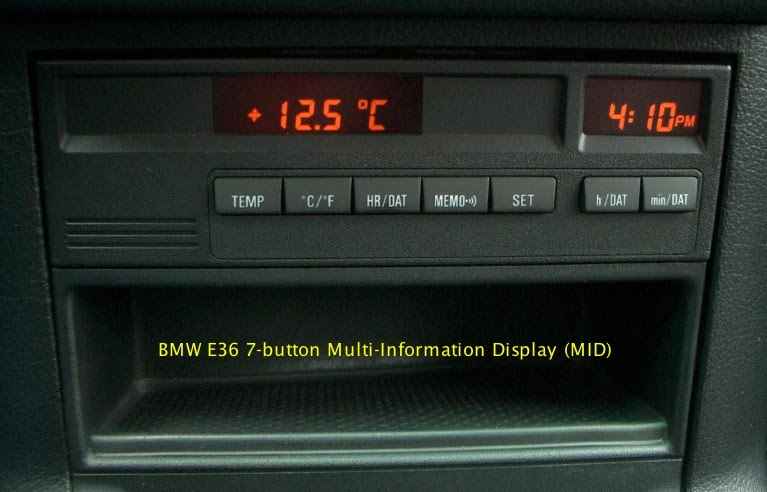 +12.5 °C
4:10PM
TEMP
°C/°F
HR/DAT
MEMO•))
SET
h/DAT
min/DAT
BMW E36 7-button Multi-Information Display (MID)